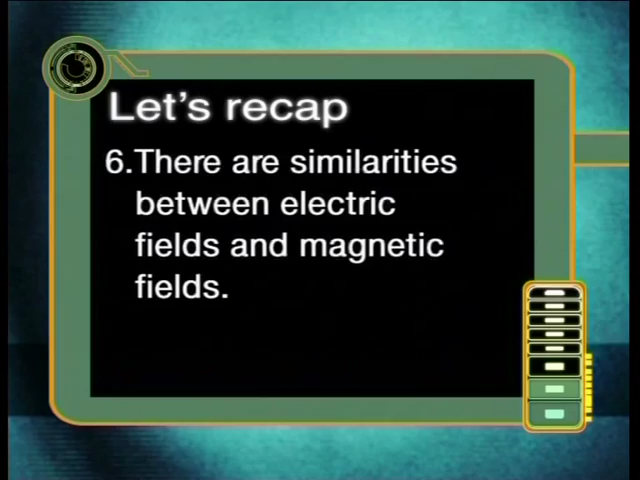 Let's recap
6.There are similarities
between electric
fields and magnetic
fields.